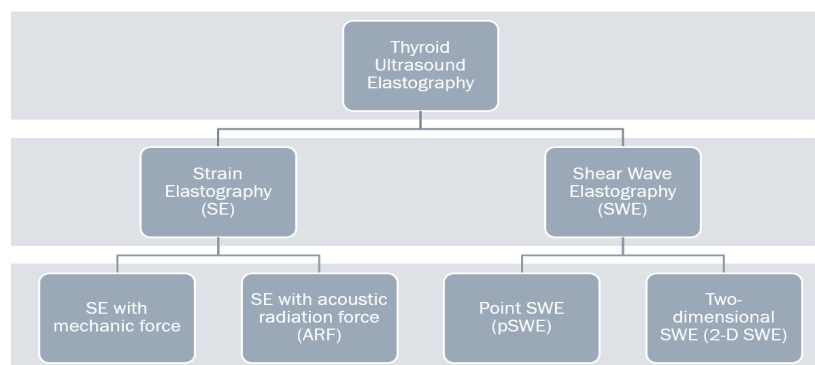 Thyroid
Ultrasound
Elastography
Strain
Elastography
(SE)
Shear Wave
Elastography
(SWE)
SE with
mechanic force
SE with acoustic
radiation force
(ARF)
Point SWE
(pSWE)
Two-
dimensional
SWE (2-D SWE)